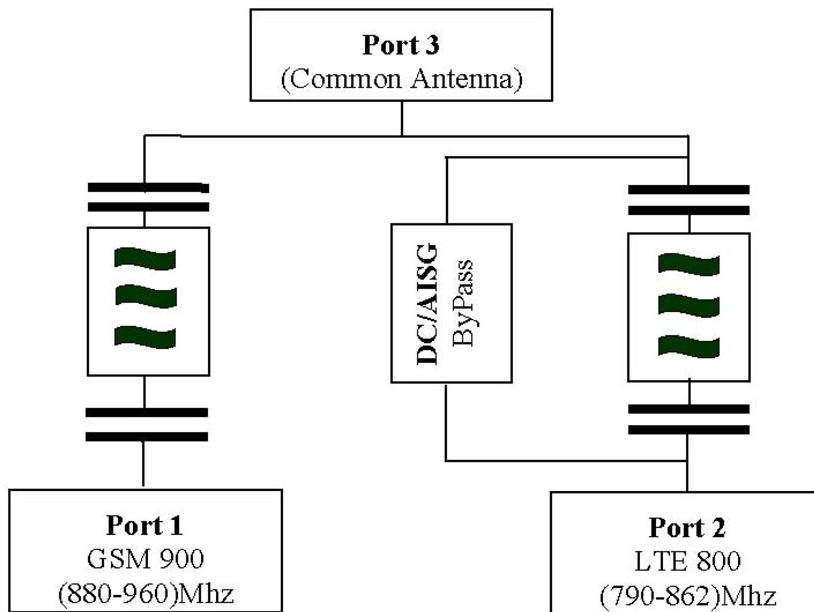 Port 3
(Common Antenna)
DC/AISG
ByPass
Port 1
GSM 900
(880-960)Mhz
Port 2
LTE 800
(790-862)Mhz